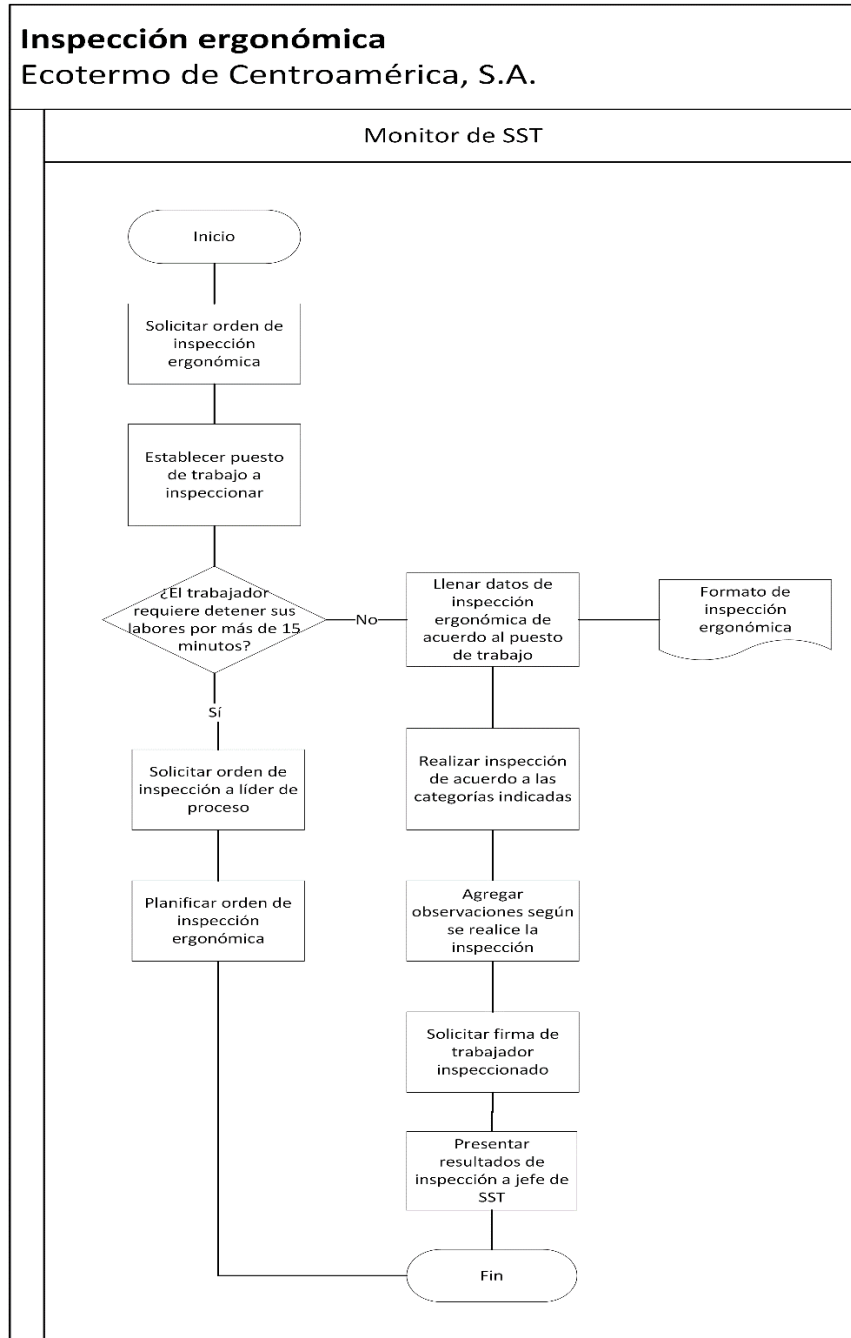 Inspección ergonómica
Ecotermo de Centroamérica, S.A.
Monitor de SST
Inicio
Solicitar orden de
inspección
ergonómica
Establecer puesto
de trabajo a
inspeccionar
¿El trabajador
requiere detener sus
labores por más de 15
minutos?
No
Llenar datos de
inspección
ergonómica de
acuerdo al puesto
de trabajo
Formato de
inspección
ergonómica
Sí
Solicitar orden de
inspección a líder de
proceso
Realizar inspección
de acuerdo a las
categorías indicadas
Planificar orden de
inspección
ergonómica
Agregar
observaciones según
se realice la
inspección
Solicitar firma de
trabajador
inspeccionado
Presentar
resultados de
inspección a jefe de
SST
Fin